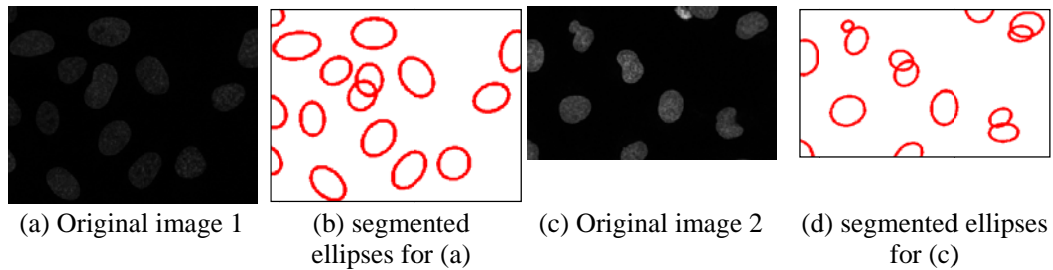 (a) Original image 1
(b) segmented
ellipses for (a)
(c) Original image 2
(d) segmented ellipses
for (c)